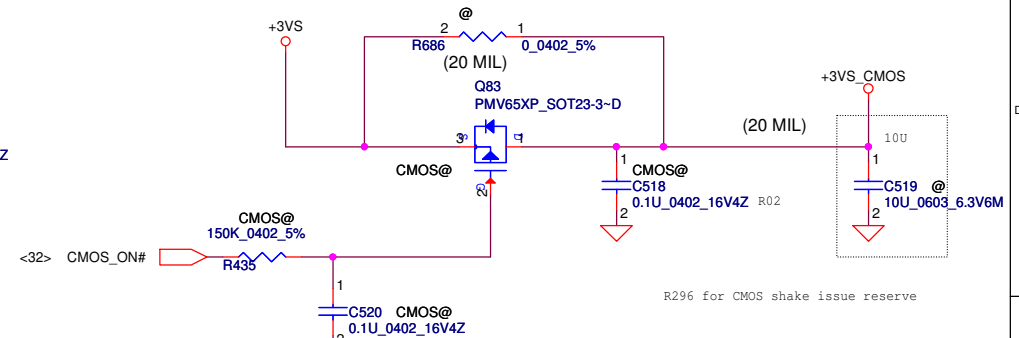 @
+3VS
2
1
R686
0_0402_5%
(20 MIL)
Q83
PMV65XP_SOT23-3~D
+3VS_CMOS
(20 MIL)
10U
3
S
D
1
Z
CMOS@
G
2
1
CMOS@
C518
0.1U_0402_16V4Z
R02
2
1
C519
@
10U_0603_6.3V6M
2
CMOS@
150K_0402_5%
<32>
CMOS_ON#
R435
R296 for CMOS shake issue reserve
1
C520
CMOS@
0.1U_0402_16V4Z